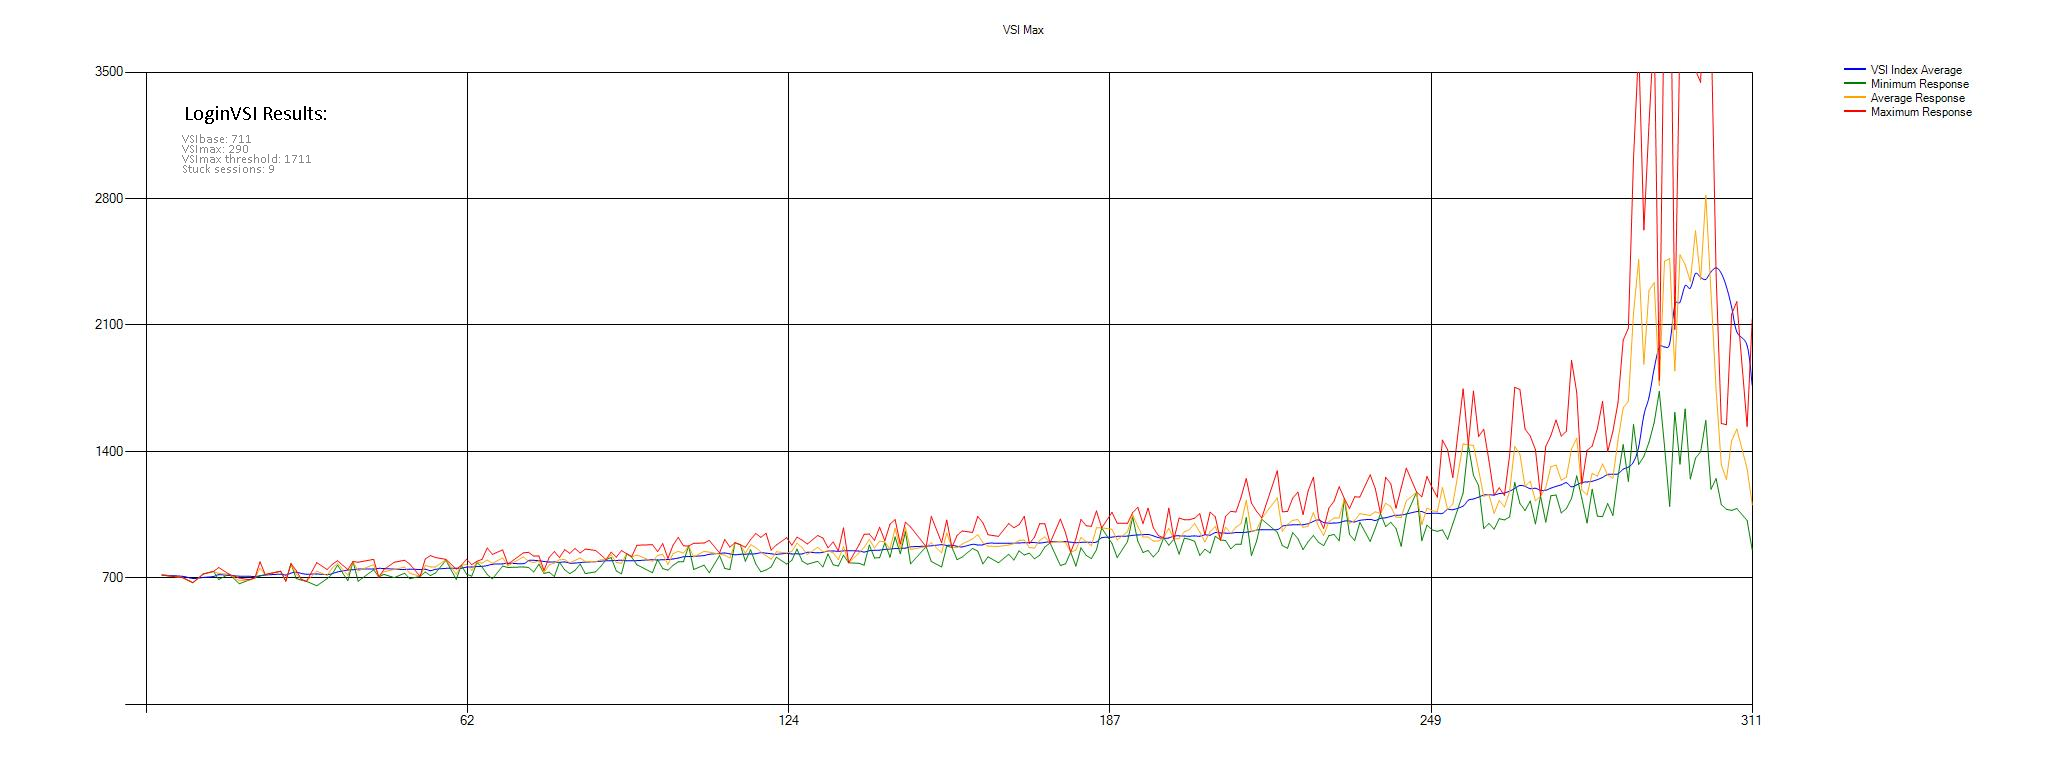 VSI Max
3500
2800
2100
1400
700
LoginVSI Results:
VSIbase: 711
VSImax: 290
VSImax threshold: 1711
Stuck sessions: 9
VSI Index Average
Minimum Response
Average Response
Maximum Response
62
124
187
249
311